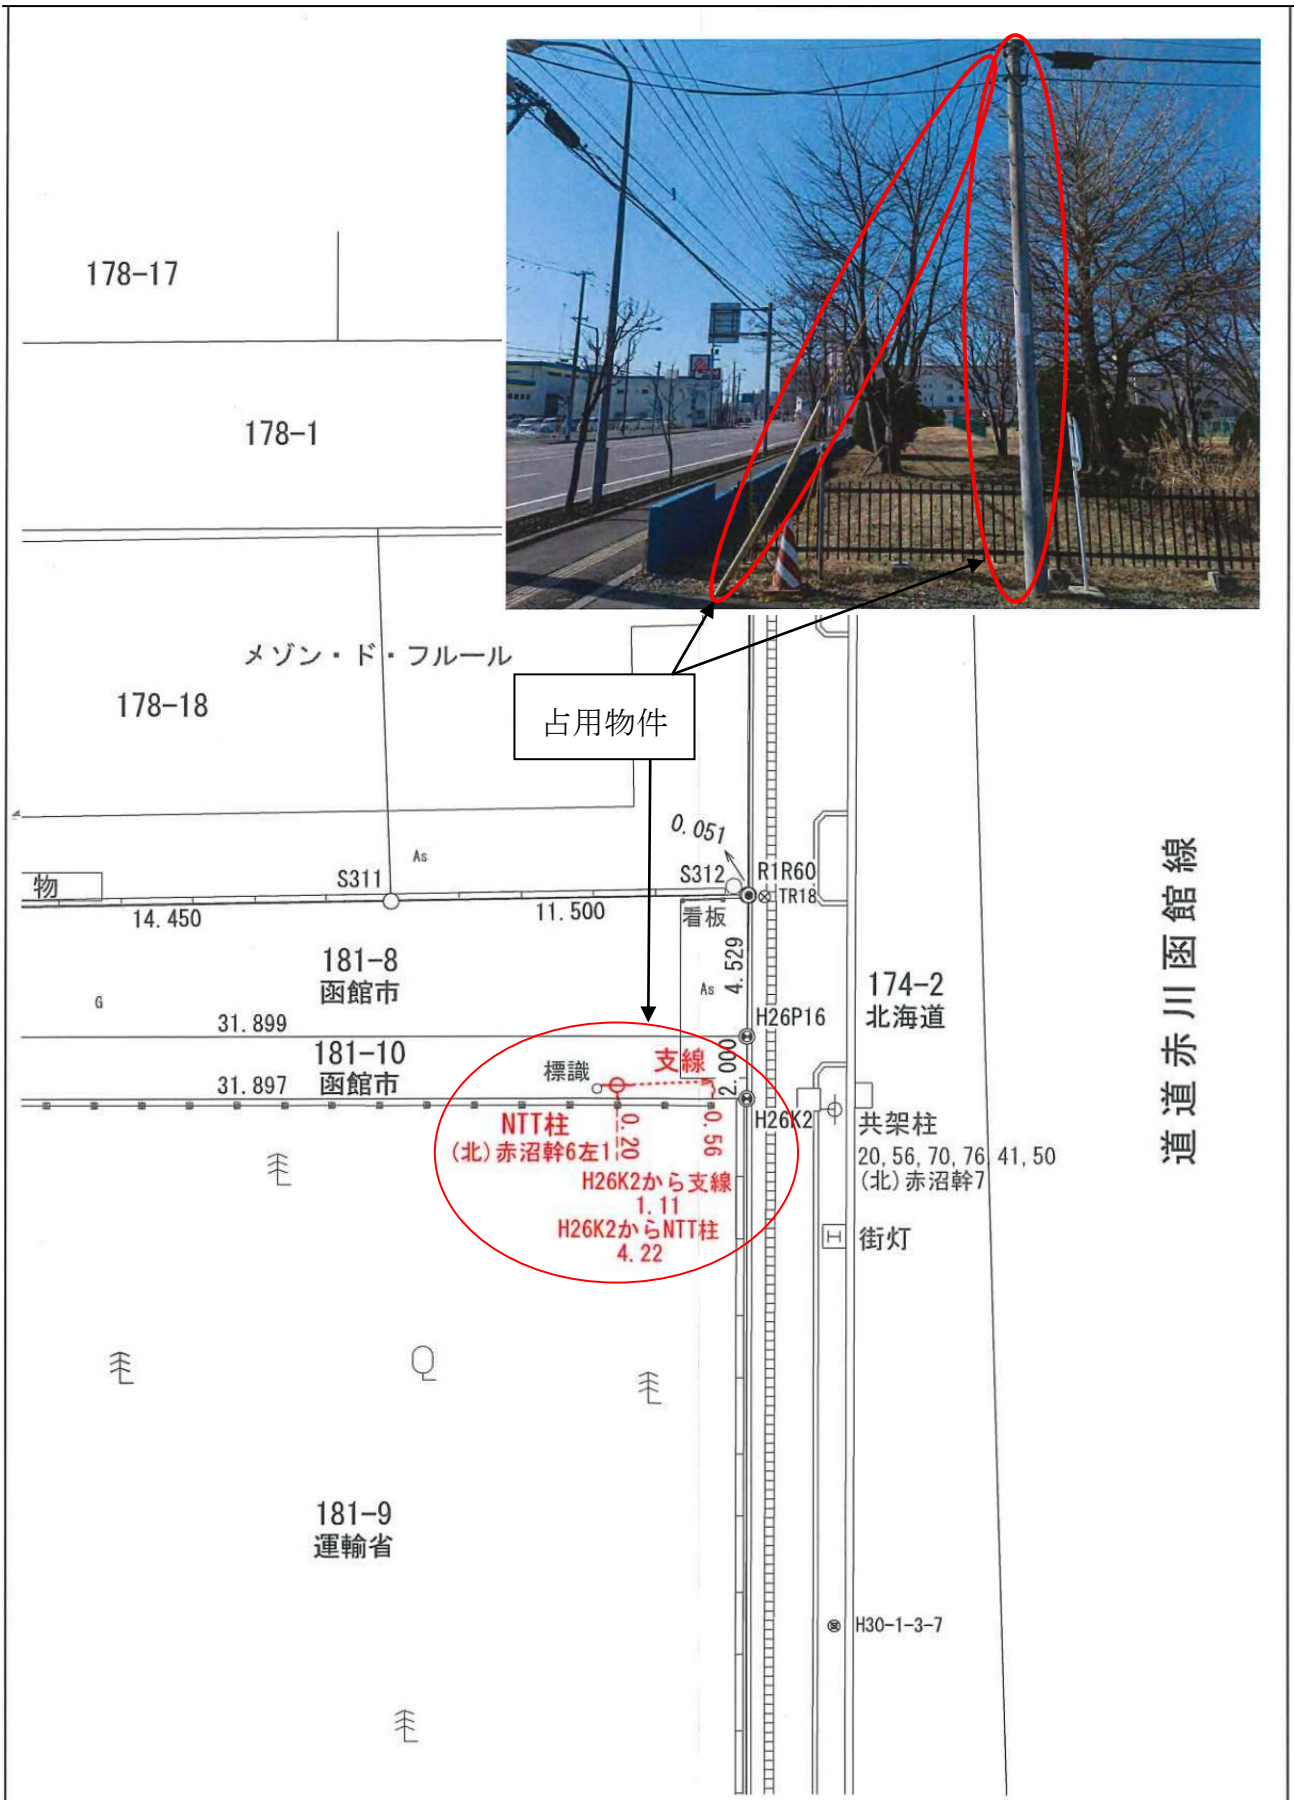 178-17
178-1
メゾン・ド・フルール
178-18
占用物件
0.051
As
S311
S312
R1R60
TR18
物
14.450
11.500
看板
4.529
181-8
函館市
As
174-2
北海道
道道赤川函館線
G
31.899
H26P16
181-10
函館市
標識
支線
2.000
31.897
H26K2
共架柱
20,56,70,76,41,50
(北)赤沼幹7
NTT柱
(北)赤沼幹6左1
0.20
0.56
H26K2から支線
1.11
H26K2からNTT柱
4.22
街灯
181-9
運輸省
H30-1-3-7